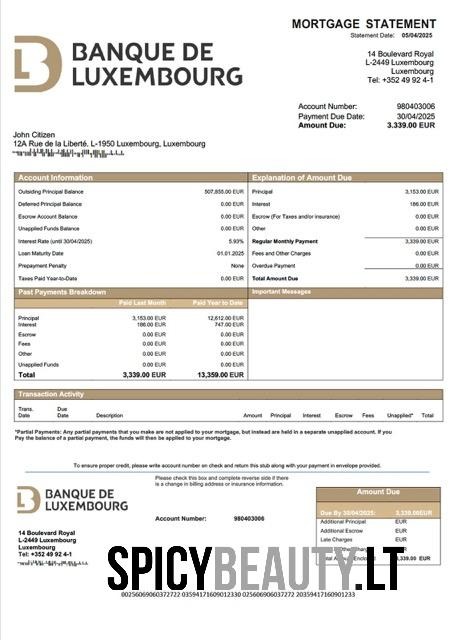 MORTGAGE STATEMENT
Statement Date: 05/04/2025
BANQUE DE
LUXEMBOURG
14 Boulevard Royal
L-2449 Luxembourg
Luxembourg
Tel: +352 49 92 4-1
Account Number: 980403006
Payment Due Date: 30/04/2025
Amount Due: 3.339.00 EUR
John Citizen
12A Rue de la Liberté. L-1950 Luxembourg, Luxembourg
Account Information
Outsiding Principal Balance 507,855.00 EUR
Deferred Principal Balance 0.00 EUR
Escrow Account Balance 0.00 EUR
Unapplied Funds Balance 0.00 EUR
Interest Rate (until 30/04/2025) 5.93%
Loan Maturity Date 01.01.2025
Prepayment Penalty None
Taxes Paid Year-to-Date 0.00 EUR
Explanation of Amount Due
Principal 3,153.00 EUR
Interest 186.00 EUR
Escrow (For Taxes and/or insurance) 0.00 EUR
Other 0.00 EUR
Regular Monthly Payment 3,339.00 EUR
Fees and Other Charges 0.00 EUR
Overdue Payment 0.00 EUR
Total Amount Due 3,339.00 EUR
Past Payments Breakdown
Paid Last Month Paid Year to Date
Principal 3,153.00 EUR 12,612.00 EUR
Interest 186.00 EUR 747.00 EUR
Escrow 0.00 EUR 0.00 EUR
Fees 0.00 EUR 0.00 EUR
Other 0.00 EUR 0.00 EUR
Unapplied Funds 0.00 EUR 0.00 EUR
Total 3,339.00 EUR 13,359.00 EUR
Important Messages
Transaction Activity
Trans. Date Due Date Description Amount Principal Interest Escrow Fees Unapplied* Total
*Partial Payments: Any partial payments that you make are not applied to your mortgage, but instead are held in a separate unapplied account. If you
Pay the balance of a partial payment, the funds will then be applied to your mortgage.
To ensure proper credit, please write account number on check and return this stub along with your payment in envelope provided.
BANQUE DE
LUXEMBOURG
Please check this box and complete reverse side if there
is a change in billing address or insurance information.
Account Number: 980403006
14 Boulevard Royal
L-2449 Luxembourg
Luxembourg
Tel: +352 49 92 4-1
Amount Due
Due By 30/04/2025: 3,339.00EUR
Additional Principal EUR
Additional Escrow EUR
Late Charges EUR
EUR
Total 3,339.00 EUR
SPICYBEAUTY.LT